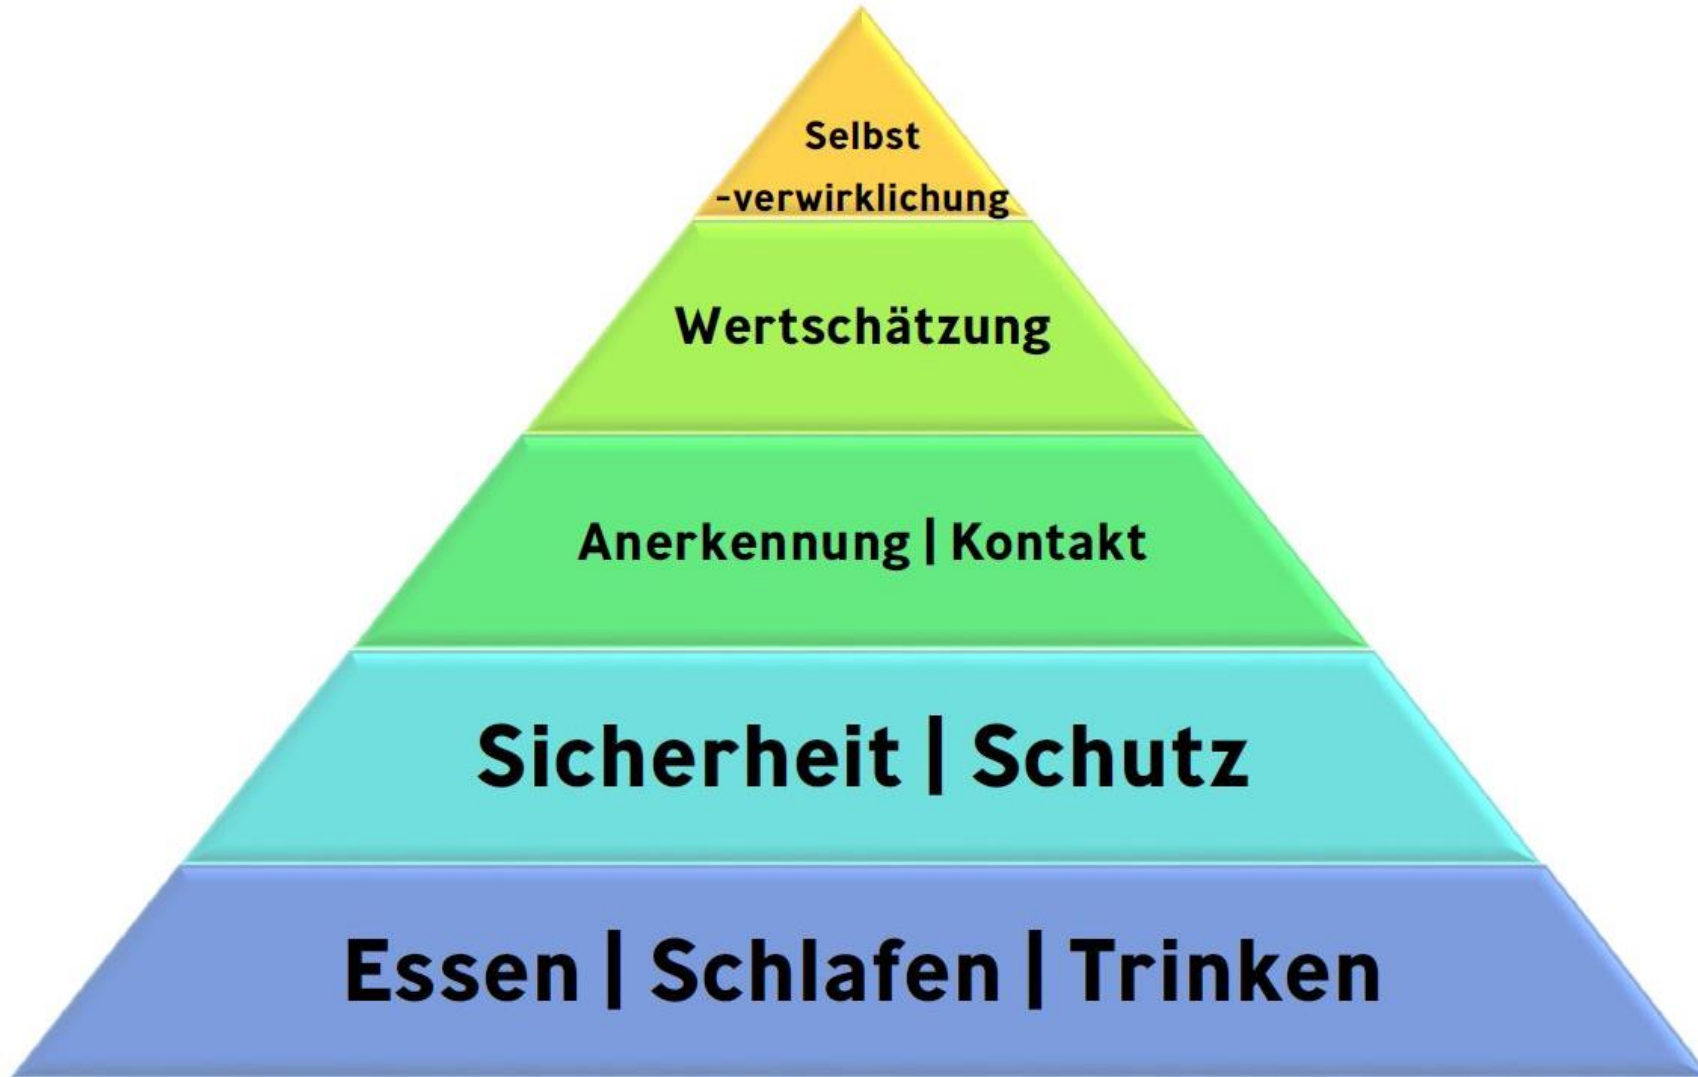 Selbst
-verwirklichung
Wertschätzung
Anerkennung | Kontakt
Sicherheit | Schutz
Essen | Schlafen | Trinken